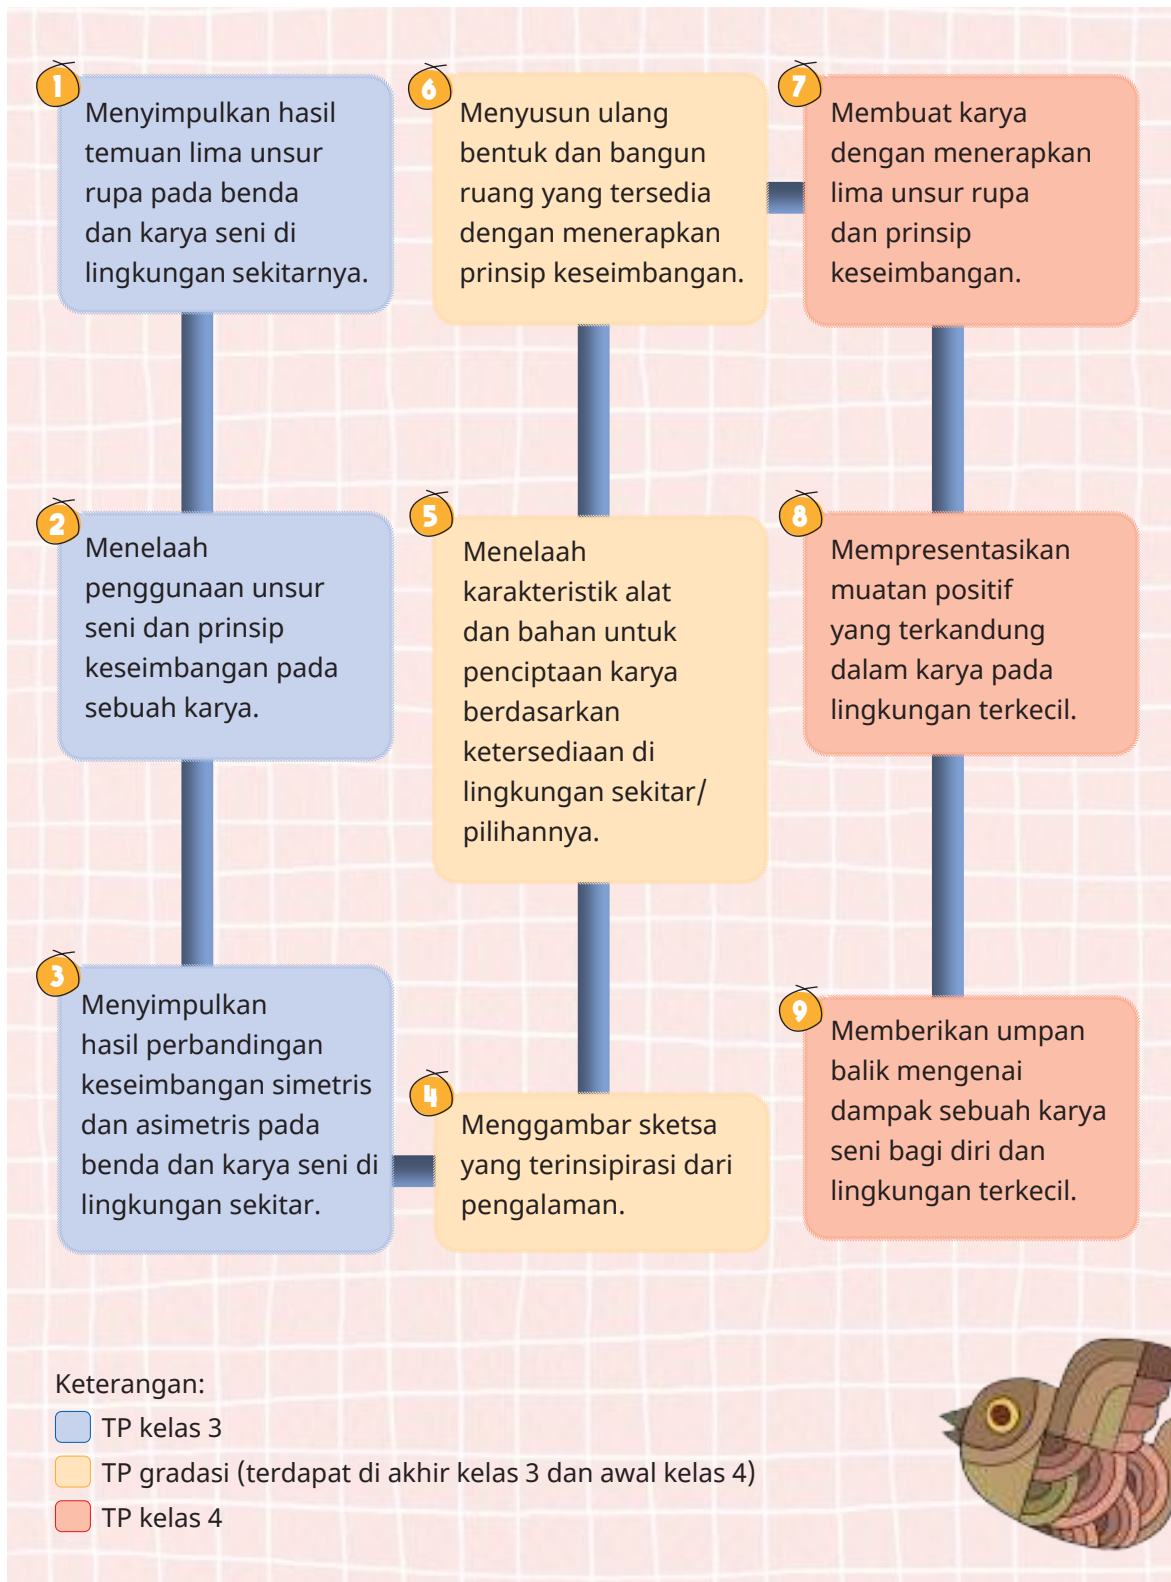 1
Menyimpulkan hasil
temuan lima unsur
rupa pada benda
dan karya seni di
lingkungan sekitarnya.
2
Menelaah
penggunaan unsur
seni dan prinsip
keseimbangan pada
sebuah karya.
3
Menyimpulkan
hasil perbandingan
keseimbangan simetris
dan asimetris pada
benda dan karya seni di
lingkungan sekitar.
4
Menggambar sketsa
yang terinsipirasi dari
pengalaman.
5
Menelaah
karakteristik alat
dan bahan untuk
penciptaan karya
berdasarkan
ketersediaan di
lingkungan sekitar/
pilihannya.
6
Menyusun ulang
bentuk dan bangun
ruang yang tersedia
dengan menerapkan
prinsip keseimbangan.
7
Membuat karya
dengan menerapkan
lima unsur rupa
dan prinsip
keseimbangan.
8
Mempresentasikan
muatan positif
yang terkandung
dalam karya pada
lingkungan terkecil.
9
Memberikan umpan
balik mengenai
dampak sebuah karya
seni bagi diri dan
lingkungan terkecil.
Keterangan:
TP kelas 3
TP gradasi (terdapat di akhir kelas 3 dan awal kelas 4)
TP kelas 4